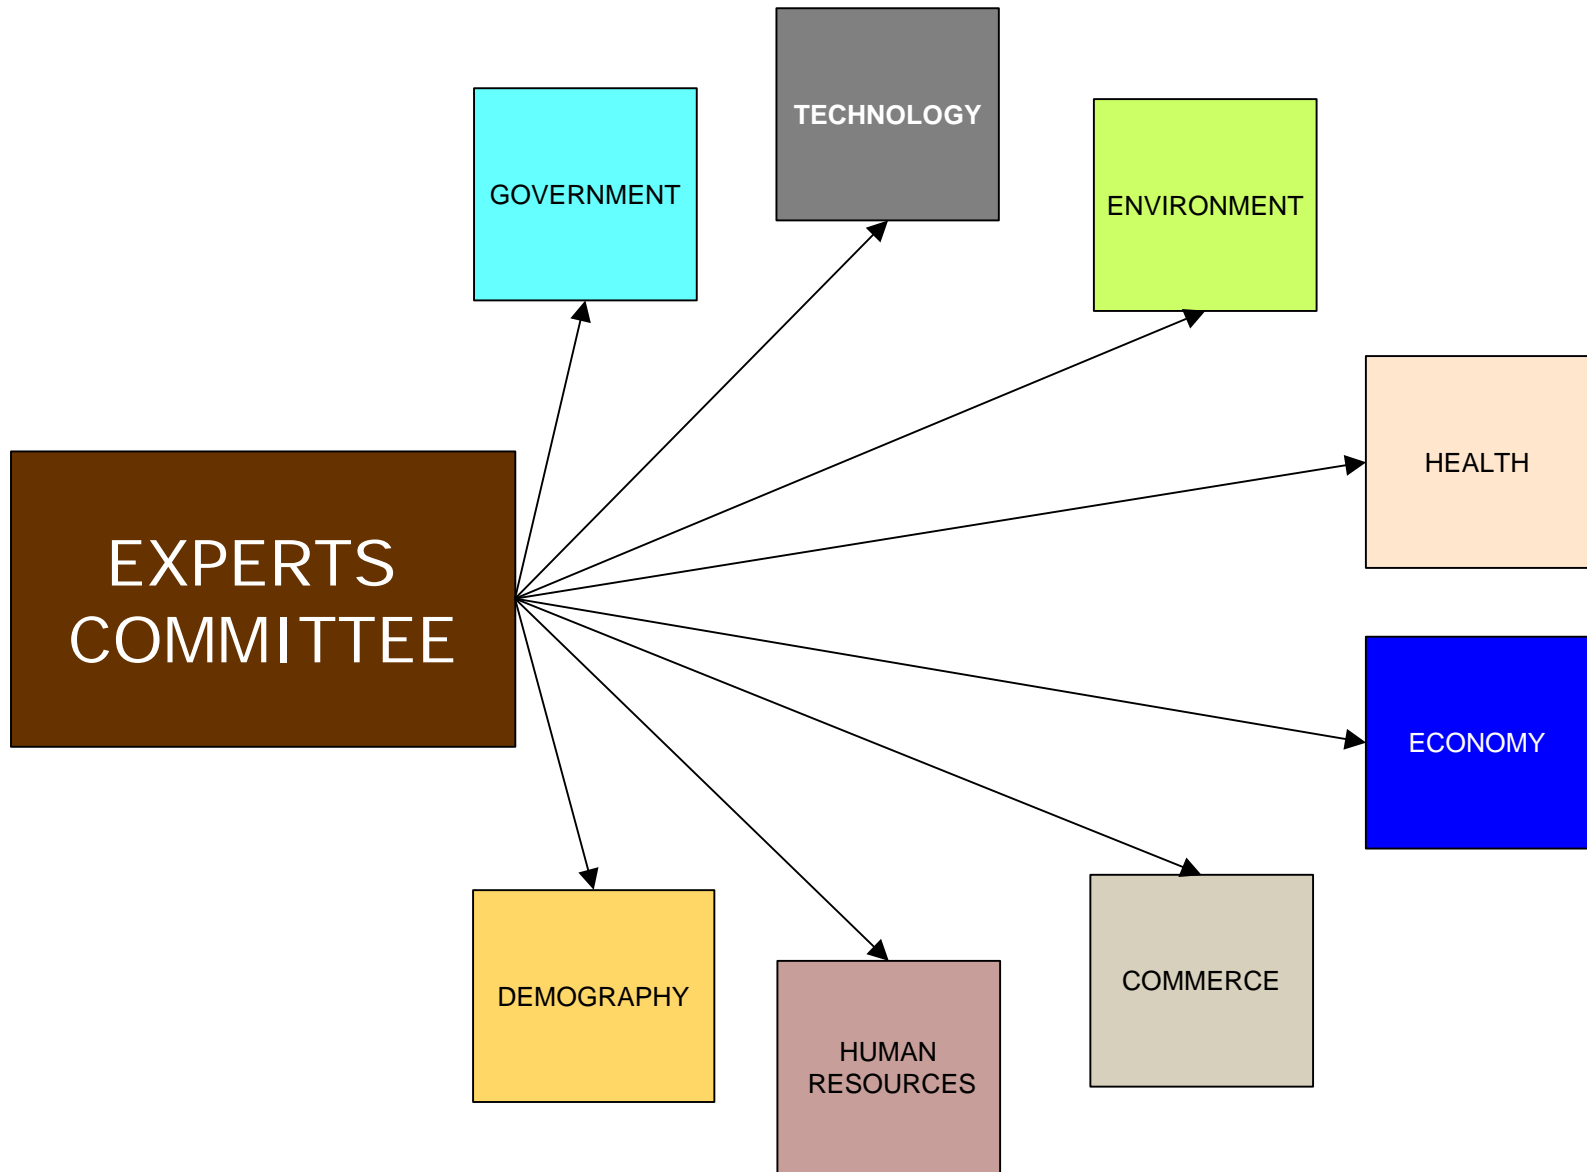 TECHNOLOGY
GOVERNMENT
ENVIRONMENT
HEALTH
EXPERTS
COMMITTEE
ECONOMY
COMMERCE
DEMOGRAPHY
HUMAN
RESOURCES